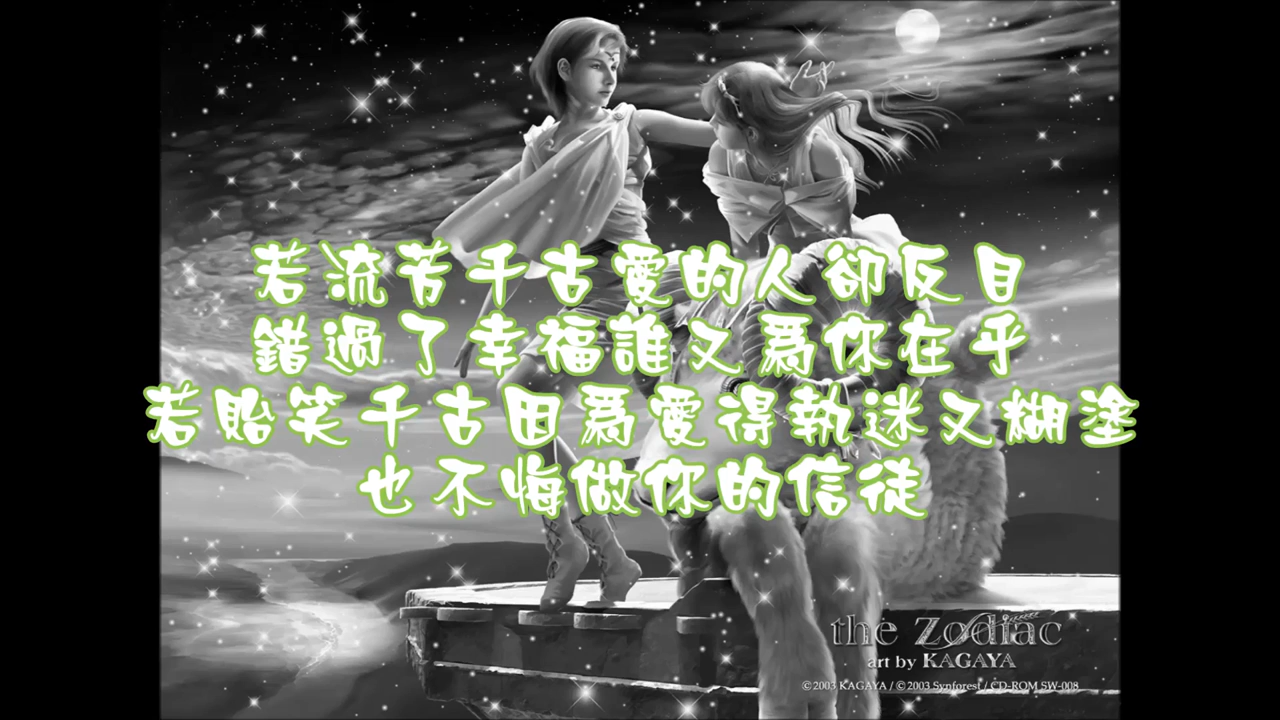 若流芳千古愛的人卻反目
錯過了幸福誰又為你在乎
若貽笑千古因為愛得執迷又糊塗
也不悔做你的信徒
the Zodiac
art by KAGAYA
©2003 KAGAYA / ©2003 Synforest / CD-ROM SW-008